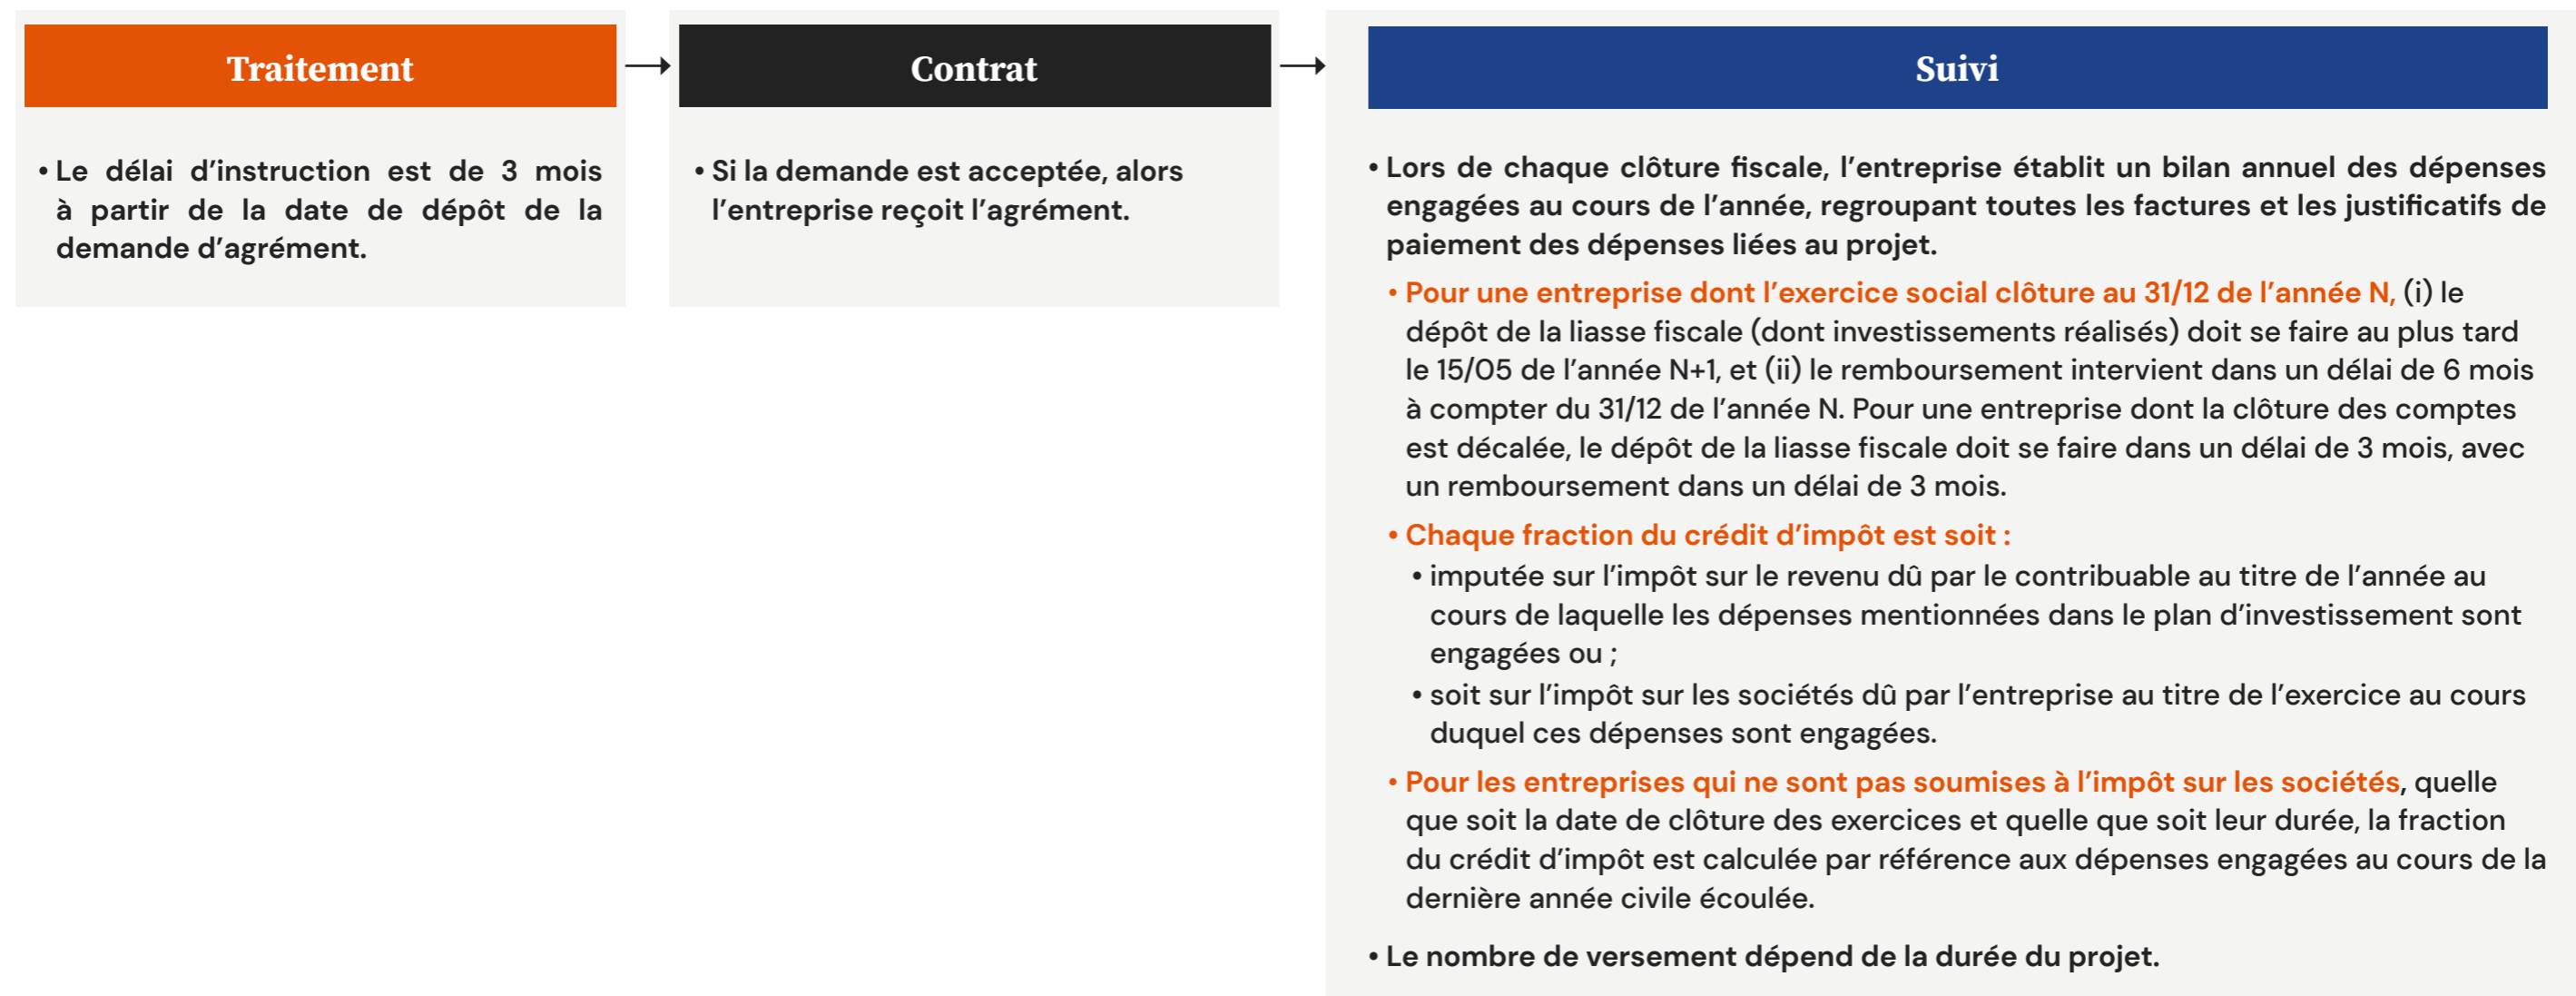 Traitement
• Le délai d’instruction est de 3 mois
à partir de la date de dépôt de la
demande d’agrément.
Contrat
• Si la demande est acceptée, alors
l’entreprise reçoit l’agrément.
Suivi
• Lors de chaque clôture fiscale, l’entreprise établit un bilan annuel des dépenses
engagées au cours de l’année, regroupant toutes les factures et les justificatifs de
paiement des dépenses liées au projet.
• Pour une entreprise dont l’exercice social clôture au 31/12 de l’année N, (i) le
dépôt de la liasse fiscale (dont investissements réalisés) doit se faire au plus tard
le 15/05 de l’année N+1, et (ii) le remboursement intervient dans un délai de 6 mois
à compter du 31/12 de l’année N. Pour une entreprise dont la clôture des comptes
est décalée, le dépôt de la liasse fiscale doit se faire dans un délai de 3 mois, avec
un remboursement dans un délai de 3 mois.
• Chaque fraction du crédit d’impôt est soit :
• imputée sur l’impôt sur le revenu dû par le contribuable au titre de l’année au
cours de laquelle les dépenses mentionnées dans le plan d’investissement sont
engagées ou ;
• soit sur l’impôt sur les sociétés dû par l’entreprise au titre de l’exercice au cours
duquel ces dépenses sont engagées.
• Pour les entreprises qui ne sont pas soumises à l’impôt sur les sociétés, quelle
que soit la date de clôture des exercices et quelle que soit leur durée, la fraction
du crédit d’impôt est calculée par référence aux dépenses engagées au cours de la
dernière année civile écoulée.
• Le nombre de versement dépend de la durée du projet.